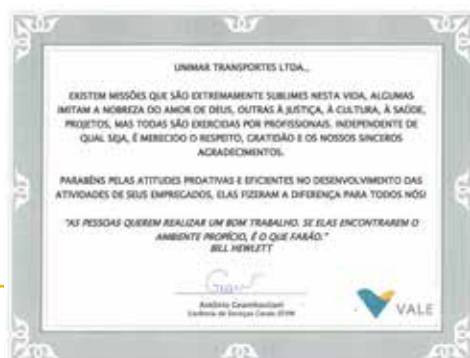 UNIMAR TRANSPORTES LTDA.,
EXISTEM MISSÕES QUE SÃO EXTREMAMENTE SUBLIMES NESTA VIDA, ALGUMAS
IMITAM A NOBREZA DO AMOR DE DEUS, OUTRAS À JUSTIÇA, À CULTURA, À SAÚDE,
PROJETOS, MAS TODAS SÃO EXERCIDAS POR PROFISSIONAIS. INDEPENDENTE DE
QUAL SEJA, É MERECIDO O RESPEITO, GRATIDÃO E OS NOSSOS SINCEROS
AGRADECIMENTOS.
PARABÉNS PELAS ATITUDES PROATIVAS E EFICIENTES NO DESENVOLVIMENTO DAS
ATIVIDADES DE SEUS EMPREGADOS, ELAS FIZERAM A DIFERENÇA PARA TODOS NÓS!
"AS PESSOAS QUEREM REALIZAR UM BOM TRABALHO. SE ELAS ENCONTRAREM O
AMBIENTE PROPÍCIO, É O QUE FARÃO."
BILL HEWLETT
Gerência de Serviços
VALE